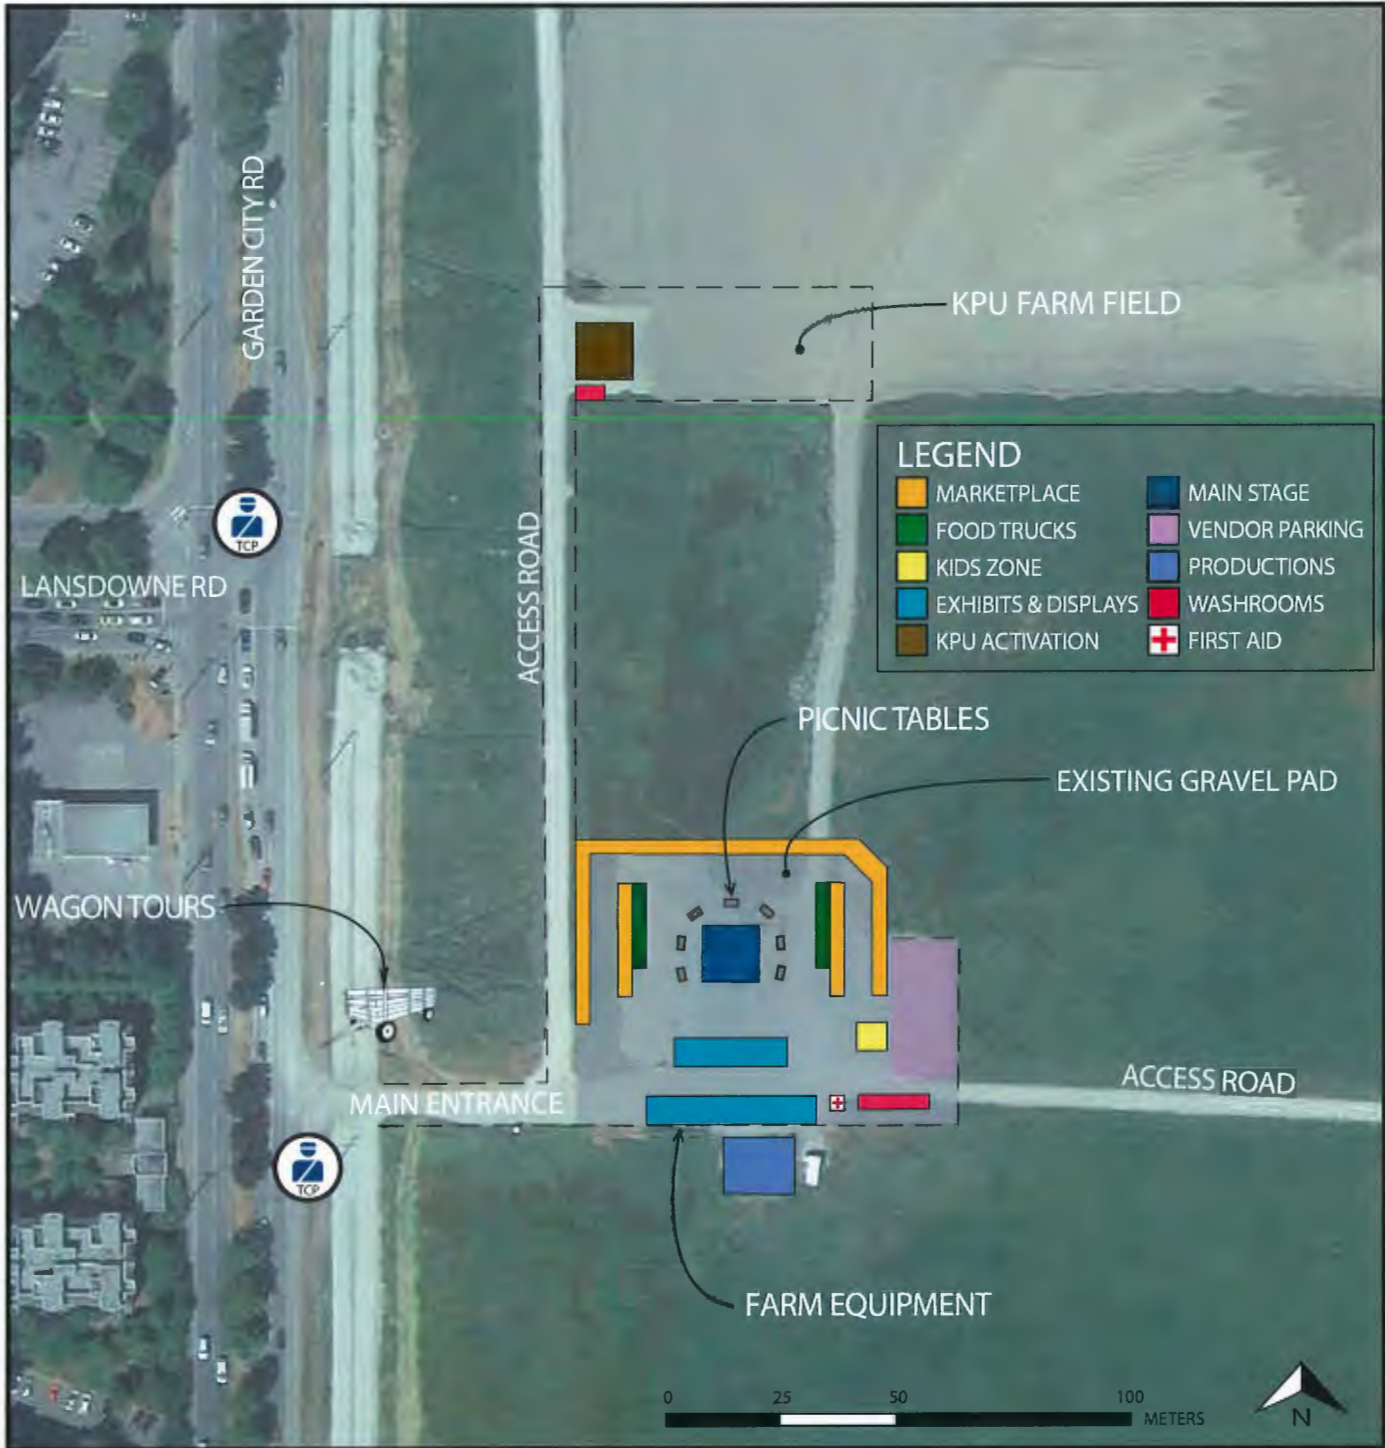 GARDEN CITY RD
KPU FARM FIELD
LEGEND
MARKETPLACE
MAIN STAGE
FOOD TRUCKS
VENDOR PARKING
KIDS ZONE
PRODUCTIONS
EXHIBITS & DISPLAYS
WASHROOMS
KPU ACTIVATION
FIRST AID
TCP
LANSDOWNE RD
ACCESS ROAD
PICNIC TABLES
EXISTING GRAVEL PAD
WAGON TOURS
ACCESS ROAD
MAIN ENTRANCE
TCP
FARM EQUIPMENT
0 25 50 100
METERS
N